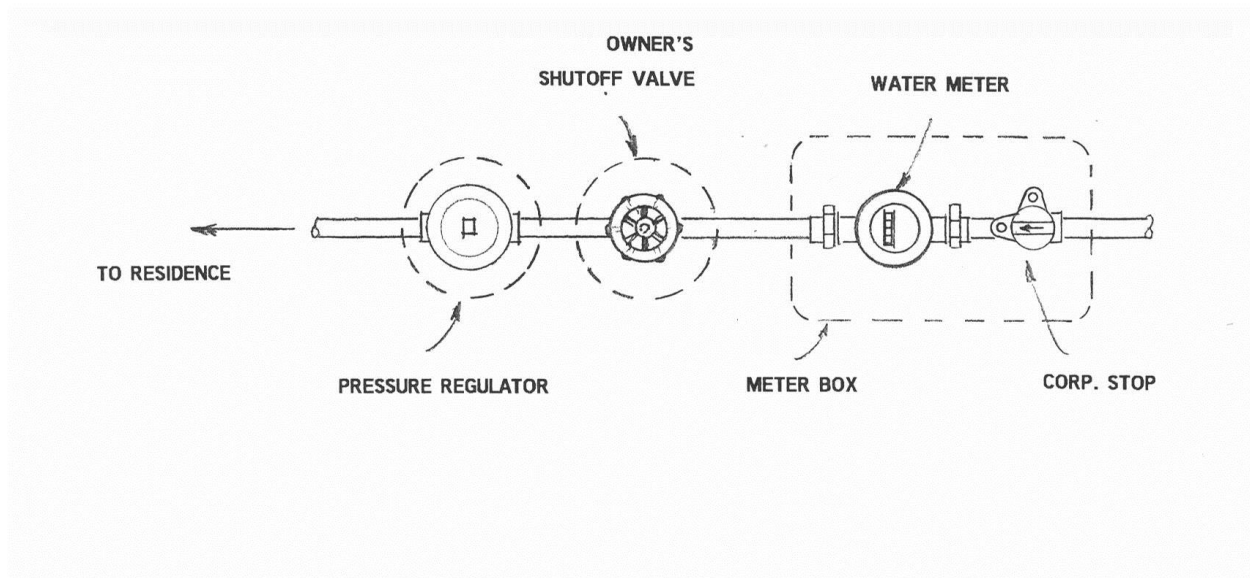 OWNER'S
SHUTOFF VALVE
WATER METER
TO RESIDENCE
PRESSURE REGULATOR
METER BOX
CORP. STOP